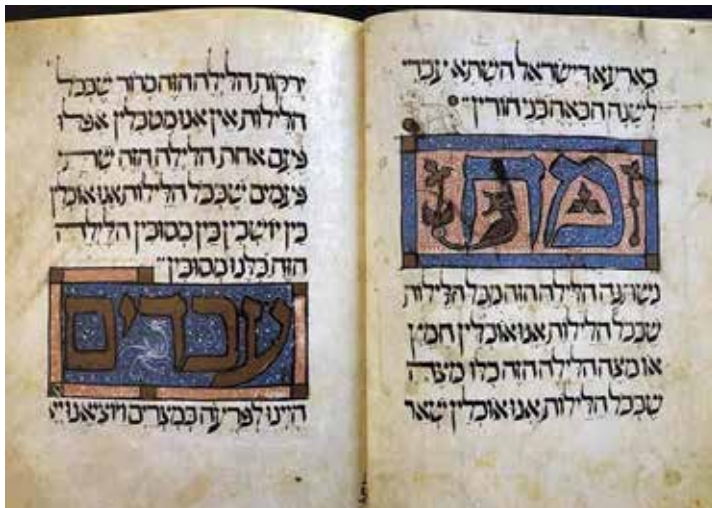 בארעא דישראל השתא עבדי
לשנה הבאה בני חורין
מה
נשתנה הלילה הזה מכל הלילות
שבכל הלילות אנו אוכלין חמץ
או מצה הלילה הזה כלו מצה
שבכל הלילות אנו אוכלין שאר
ירקות הלילה הזה מרור שבכל
הלילות אין אנו מטבלין אפילו
פעם אחת הלילה הזה שתי
פעמים שבכל הלילות אנו אוכלין
בין יושבין בין מסובין הלילה
הזה כלנו מסובין
עבדים
היינו לפרעה במצרים ויוציאנו יי